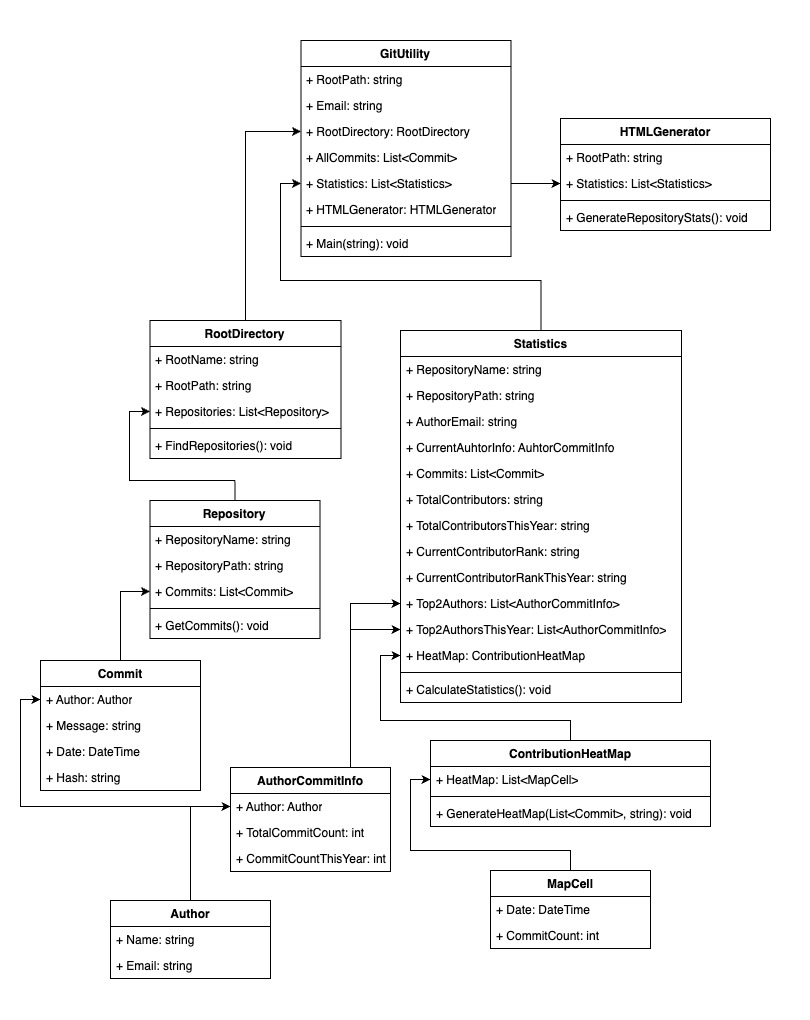 GitUtility
+ RootPath: string
+ Email: string
+ RootDirectory: RootDirectory
+ AllCommits: List<Commit>
+ Statistics: List<Statistics>
+ HTMLGenerator: HTMLGenerator
+ Main(string): void
HTMLGenerator
+ RootPath: string
+ Statistics: List<Statistics>
+ GenerateRepositoryStats(): void
RootDirectory
+ RootName: string
+ RootPath: string
+ Repositories: List<Repository>
+ FindRepositories(): void
Statistics
+ RepositoryName: string
+ RepositoryPath: string
+ AuthorEmail: string
+ CurrentAuhtorInfo: AuhtorCommitInfo
+ Commits: List<Commit>
+ TotalContributors: string
+ TotalContributorsThisYear: string
+ CurrentContributorRank: string
+ CurrentContributorRankThisYear: string
+ Top2Authors: List<AuthorCommitInfo>
+ Top2AuthorsThisYear: List<AuthorCommitInfo>
+ HeatMap: ContributionHeatMap
+ CalculateStatistics(): void
Repository
+ RepositoryName: string
+ RepositoryPath: string
+ Commits: List<Commit>
+ GetCommits(): void
Commit
+ Author: Author
+ Message: string
+ Date: DateTime
+ Hash: string
AuthorCommitInfo
+ Author: Author
+ TotalCommitCount: int
+ CommitCountThisYear: int
ContributionHeatMap
+ HeatMap: List<MapCell>
+ GenerateHeatMap(List<Commit>, string): void
MapCell
+ Date: DateTime
+ CommitCount: int
Author
+ Name: string
+ Email: string